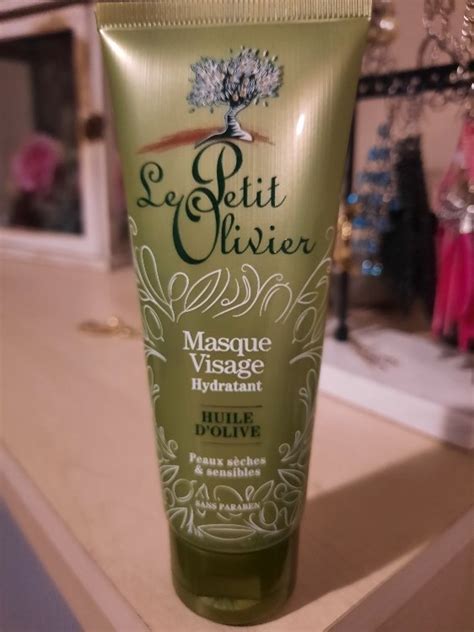 Le Petit
Olivier
Masque
Visage
Hydratant
HUILE
D'OLIVE
Peaux sèches
& sensibles
SANS PARABEN